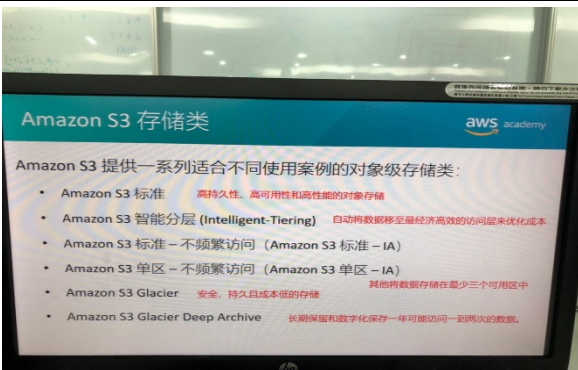 Amazon S3 存储类
aws academy
Amazon S3 提供一系列适合不同使用案例的对象级存储类:
• Amazon S3 标准 高持久性、高可用性和高性能的对象存储
• Amazon S3 智能分层 (Intelligent-Tiering) 自动将数据移至最经济高效的访问层来优化成本
• Amazon S3 标准 – 不频繁访问（Amazon S3 标准 – IA）
• Amazon S3 单区 – 不频繁访问（Amazon S3 单区 – IA）
其他将数据存储在最少三个可用区中
• Amazon S3 Glacier 安全、持久且成本低的存储
• Amazon S3 Glacier Deep Archive 长期保留和数字化保存一年可能访问一到两次的数据。
hp